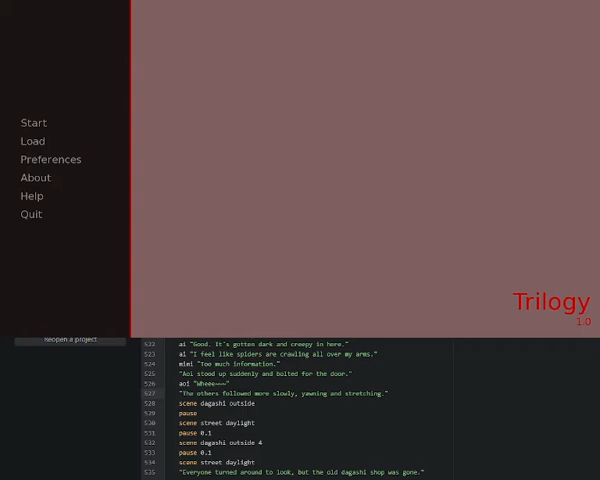 Start
Load
Preferences
About
Help
Quit
Trilogy
1.0
Reopen a project
522 ai "Good. It's gotten dark and creepy in here."
523 ai "I feel like spiders are crawling all over my arms."
524 mimi "Too much information."
525 "Aoi stood up suddenly and bolted for the door."
526 aoi "Wheee~~~"
527 "The others followed more slowly, yawning and stretching."
528 scene dagashi outside
529 pause
530 scene street daylight
531 pause 0.1
532 scene dagashi outside 4
533 pause 0.1
534 scene street daylight
535 "Everyone turned around to look, but the old dagashi shop was gone."